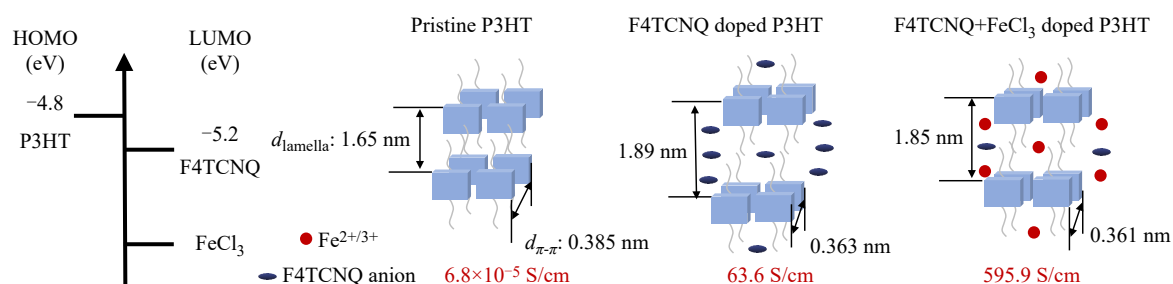 HOMO
(eV)
LUMO
(eV)
−4.8
P3HT
−5.2
F4TCNQ
FeCl₃
Pristine P3HT
d_lamella: 1.65 nm
d_π-π: 0.385 nm
6.8×10⁻⁵ S/cm
Fe²⁺/³⁺
F4TCNQ anion
F4TCNQ doped P3HT
1.89 nm
0.363 nm
63.6 S/cm
F4TCNQ+FeCl₃ doped P3HT
1.85 nm
0.361 nm
595.9 S/cm